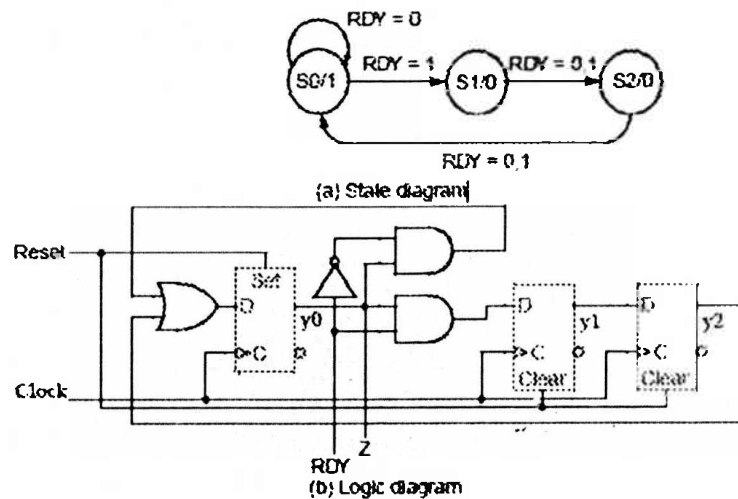 RDY = 0
RDY = 1
RDY = 0,1
S0/1
S1/0
S2/0
RDY = 0,1
(a) State diagram
Reset
Set
D
y0
C
D
y1
C
Clear
D
y2
C
Clear
Clock
Z
RDY
(b) Logic diagram